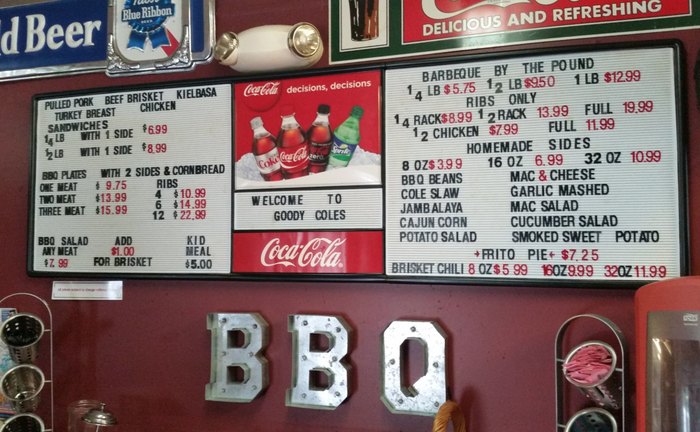 d Beer
Pabst
Blue Ribbon
DELICIOUS AND REFRESHING
PULLED PORK BEEF BRISKET KIELBASA
TURKEY BREAST CHICKEN
SANDWICHES
1/4 LB WITH 1 SIDE $6.99
1/2 LB WITH 1 SIDE $8.99
BBQ PLATES WITH 2 SIDES & CORNBREAD
ONE MEAT $9.75
TWO MEAT $13.99
THREE MEAT $15.99
RIBS
4 $10.99
6 $14.99
12 $22.99
BBQ SALAD ADD KID
ANY MEAT $1.00 MEAL
$7.99 FOR BRISKET $5.00
Coca-Cola decisions, decisions
Coke
Coca-Cola
zero
Sprite
WELCOME TO
GOODY COLES
Coca-Cola
BARBEQUE BY THE POUND
1/4 LB $5.75 1/2 LB $9.50 1 LB $12.99
RIBS ONLY
1/4 RACK $8.99 1/2 RACK 13.99 FULL 19.99
1/2 CHICKEN $7.99 FULL 11.99
HOMEMADE SIDES
8 OZ $3.99 16 OZ 6.99 32 OZ 10.99
BBQ BEANS MAC & CHEESE
COLE SLAW GARLIC MASHED
JAMBALAYA MAC SALAD
CAJUN CORN CUCUMBER SALAD
POTATO SALAD SMOKED SWEET POTATO
FRITO PIE $7.25
BRISKET CHILI 8 OZ $5.99 16OZ 9.99 32OZ 11.99
BBQ